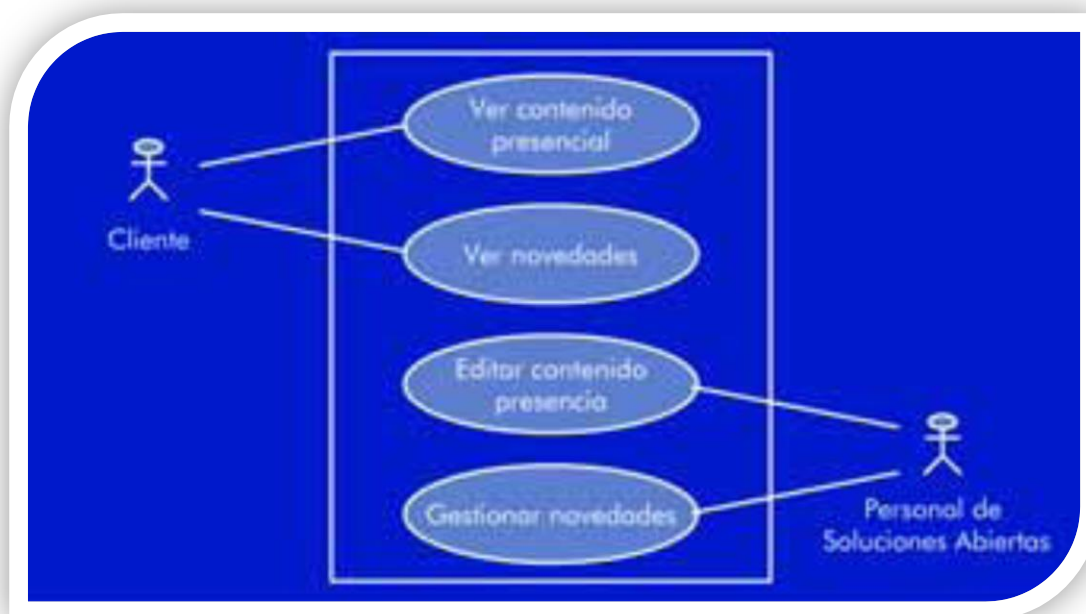 Ver contenido
presencial
Cliente
Ver novedades
Editar contenido
presencia
Gestionar novedades
Personal de
Soluciones Abiertas